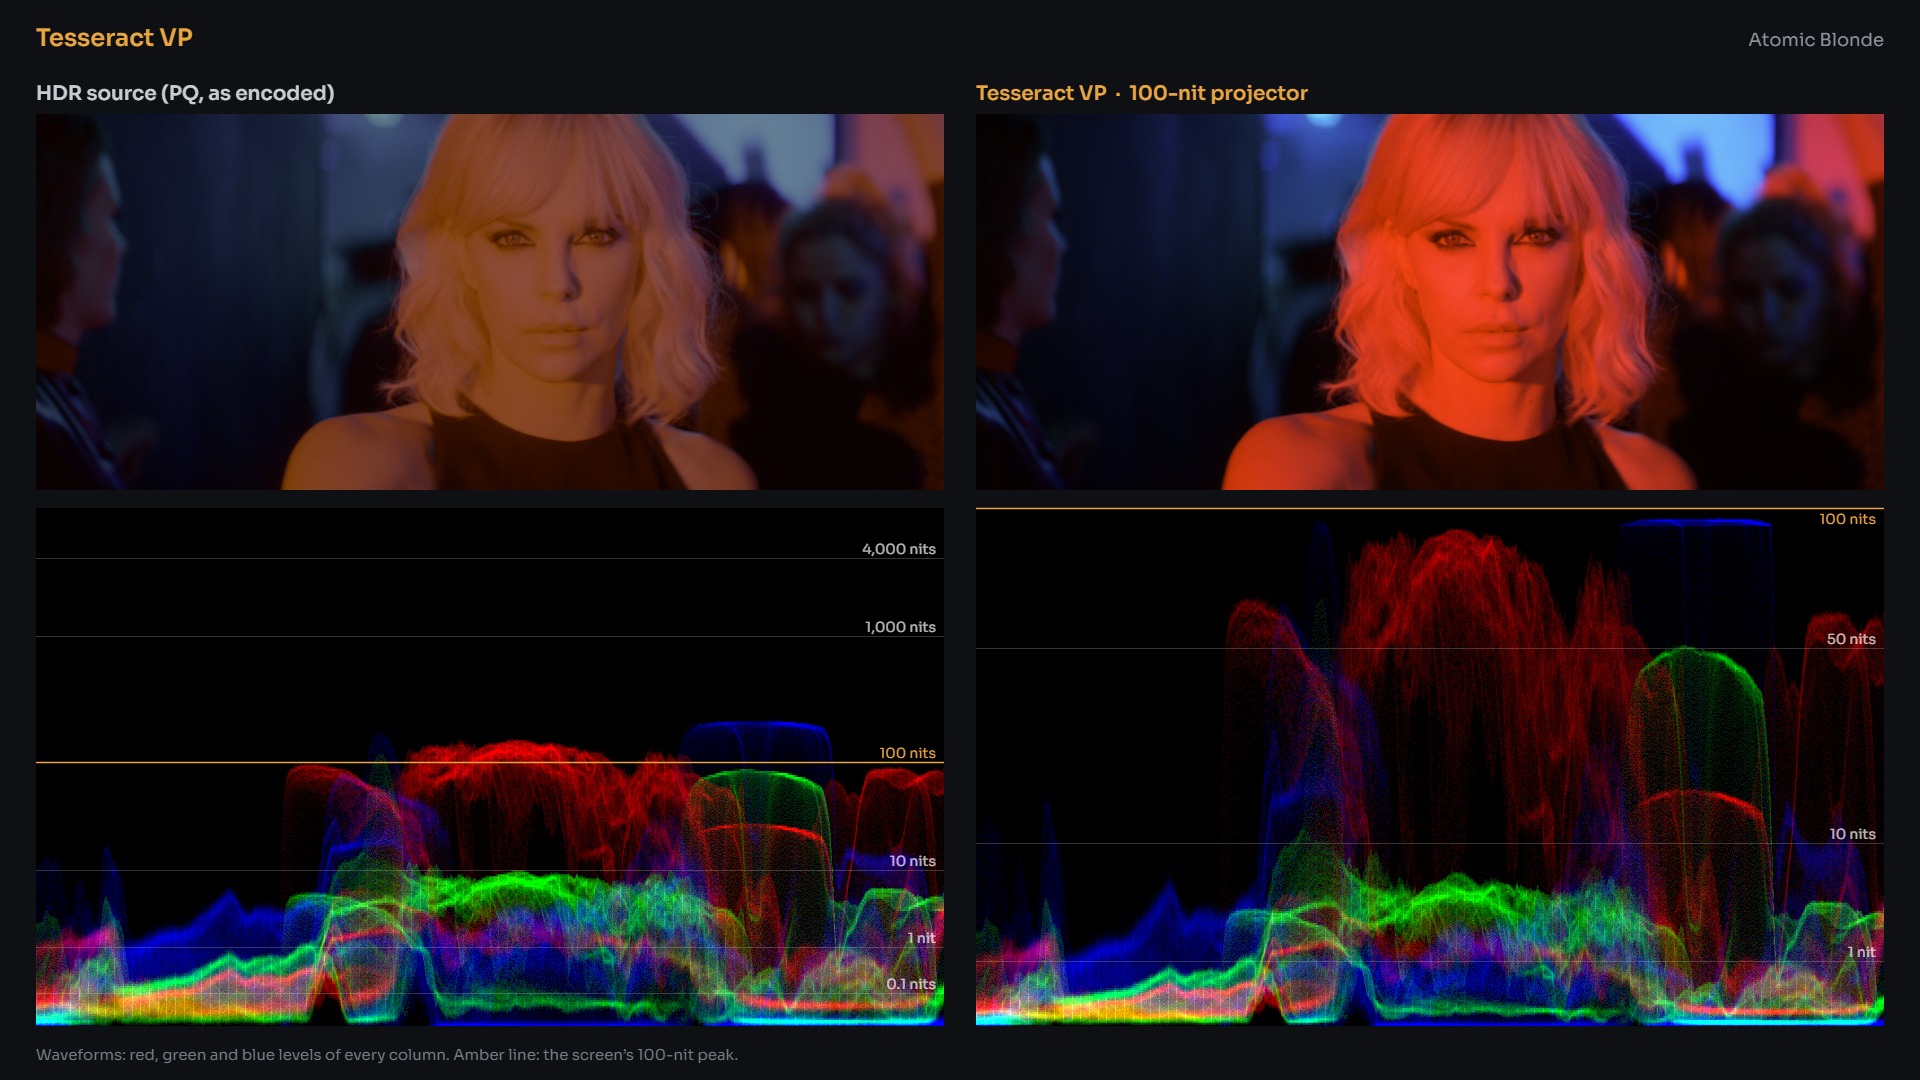 Tesseract VP
Atomic Blonde
HDR source (PQ, as encoded)
Tesseract VP · 100-nit projector
4,000 nits
1,000 nits
100 nits
10 nits
1 nit
0.1 nits
100 nits
50 nits
10 nits
1 nit
Waveforms: red, green and blue levels of every column. Amber line: the screen’s 100-nit peak.